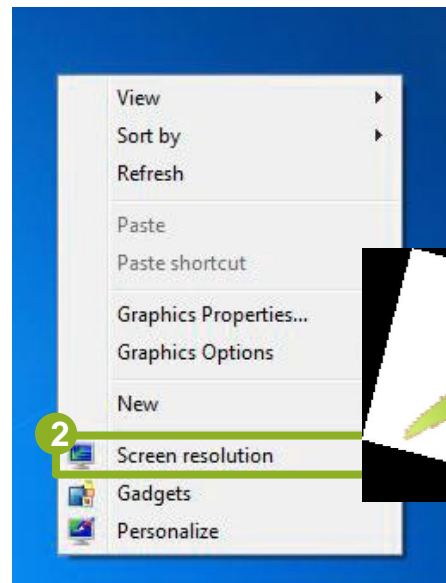 View
Sort by
Refresh
Paste
Paste shortcut
Graphics Properties...
Graphics Options
New
2
Screen resolution
Gadgets
Personalize